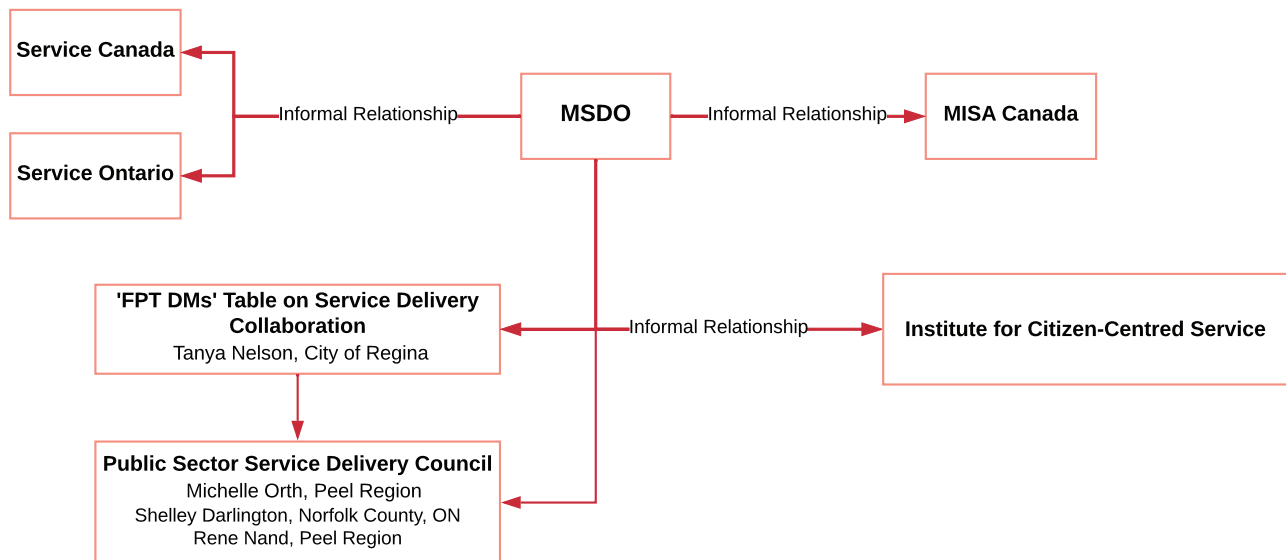 Service Canada
Informal Relationship
MSDO
Informal Relationship
MISA Canada
Service Ontario
'FPT DMs' Table on Service Delivery
Collaboration
Tanya Nelson, City of Regina
Informal Relationship
Institute for Citizen-Centred Service
Public Sector Service Delivery Council
Michelle Orth, Peel Region
Shelley Darlington, Norfolk County, ON
Rene Nand, Peel Region